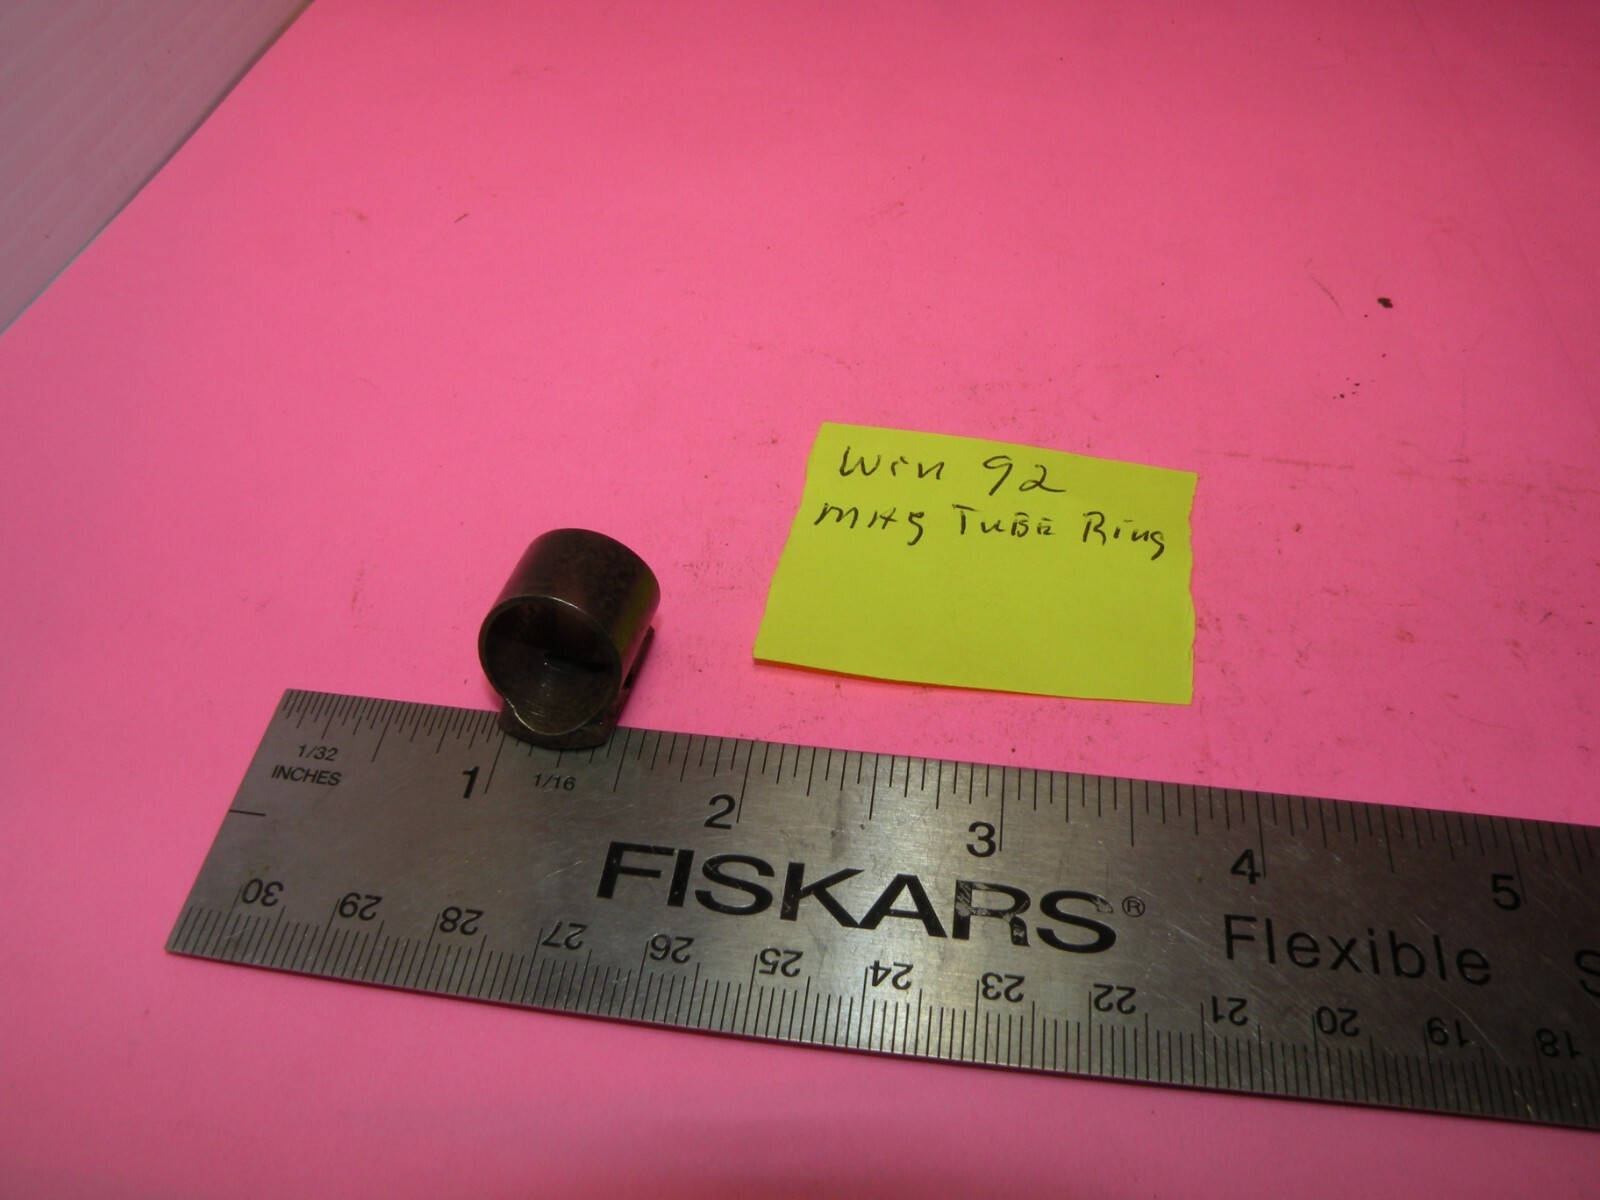 Win 92
MAG TUBE Ring
1/32
INCHES
1
1/16
2
3
4
5
FISKARS®
Flexible S
30 29 28 27 26 25 24 23 22 21 20 19 18